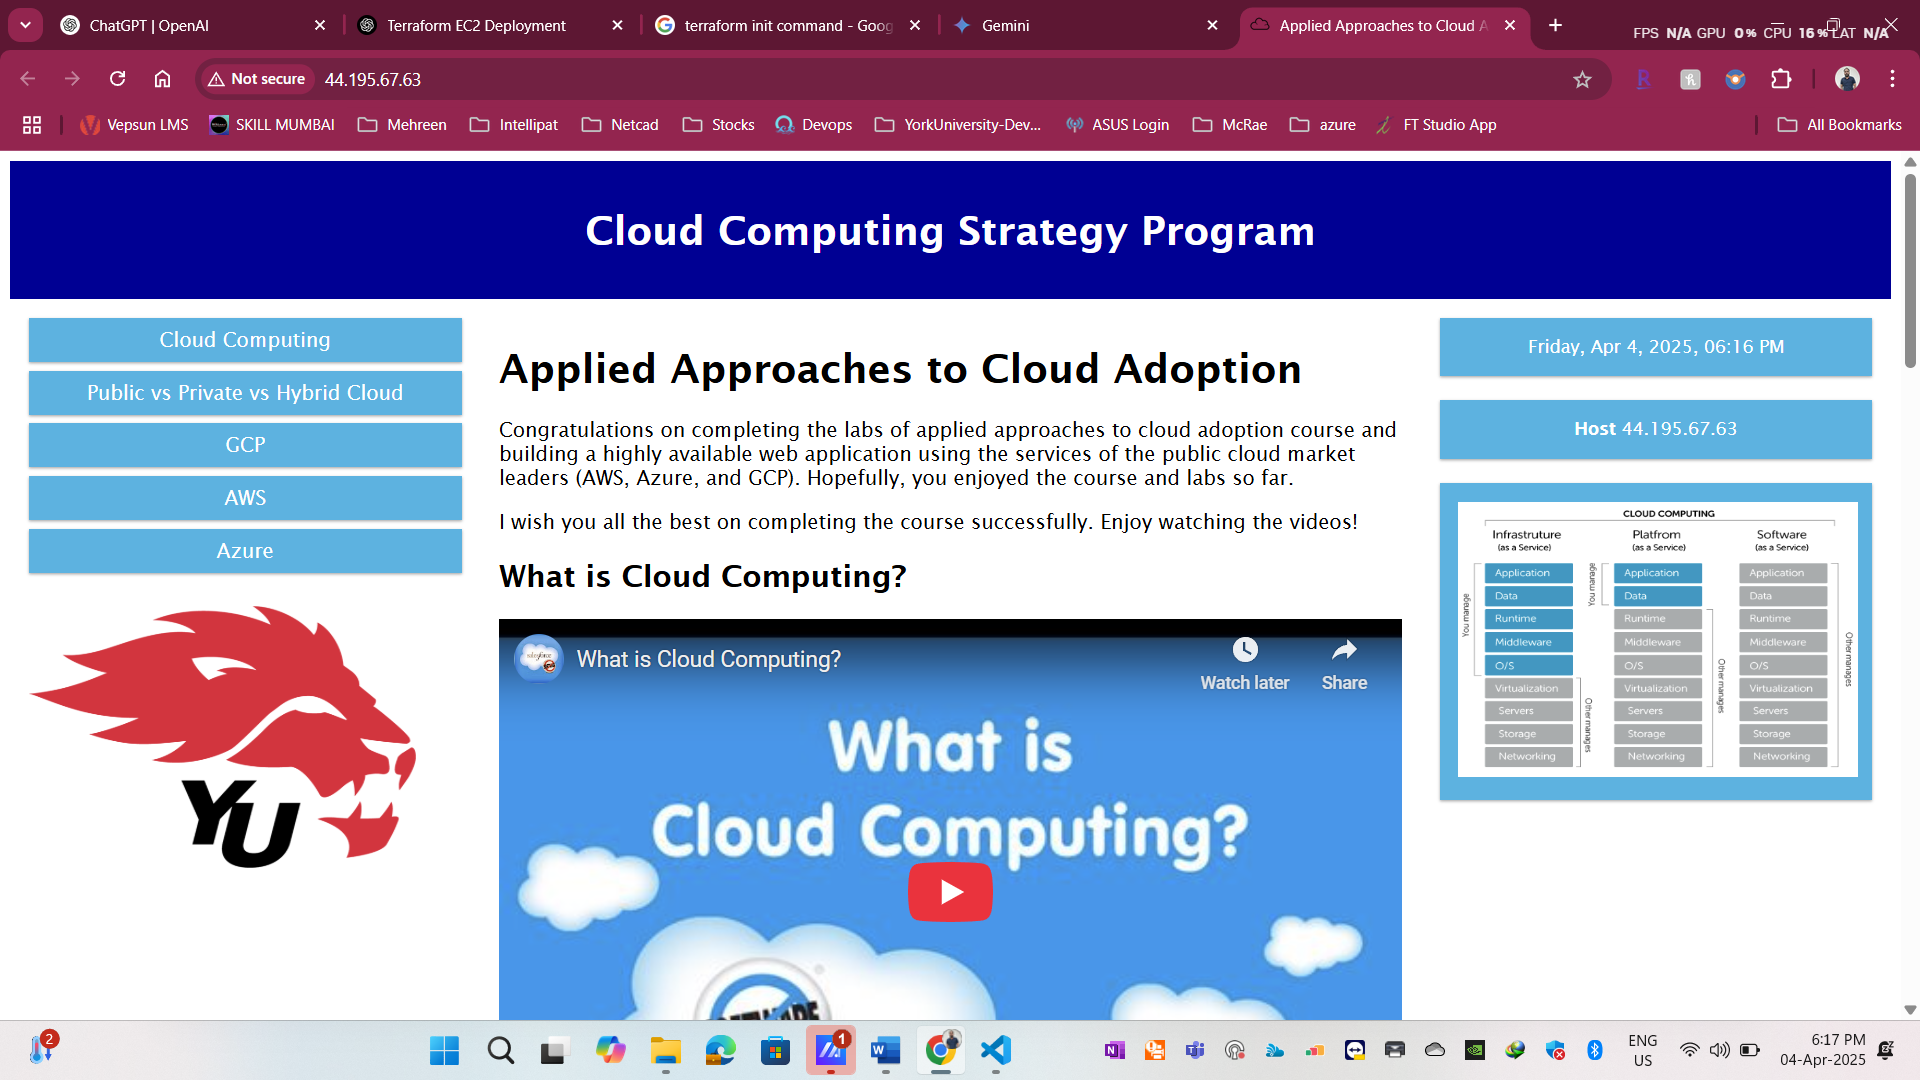 ChatGPT | OpenAI
Terraform EC2 Deployment
terraform init command - Goog
Gemini
Applied Approaches to Cloud A
FPS N/A GPU 0% CPU 16% LAT N/A
Not secure
44.195.67.63
Vepsun LMS
SKILL MUMBAI
Mehreen
Intellipat
Netcad
Stocks
Devops
YorkUniversity-Dev...
ASUS Login
McRae
azure
FT Studio App
All Bookmarks
Cloud Computing Strategy Program
Cloud Computing
Public vs Private vs Hybrid Cloud
GCP
AWS
Azure
YU
Applied Approaches to Cloud Adoption
Congratulations on completing the labs of applied approaches to cloud adoption course and
building a highly available web application using the services of the public cloud market
leaders (AWS, Azure, and GCP). Hopefully, you enjoyed the course and labs so far.
I wish you all the best on completing the course successfully. Enjoy watching the videos!
What is Cloud Computing?
What is Cloud Computing?
Watch later
Share
What is
Cloud Computing?
Friday, Apr 4, 2025, 06:16 PM
Host 44.195.67.63
CLOUD COMPUTING
Infrastruture
(as a Service)
Application
Data
Runtime
Middleware
O/S
Virtualization
Servers
Storage
Networking
You manage
Other manages
Platfrom
(as a Service)
Application
Data
Runtime
Middleware
O/S
Virtualization
Servers
Storage
Networking
You manage
Other manages
Software
(as a Service)
Application
Data
Runtime
Middleware
O/S
Virtualization
Servers
Storage
Networking
Other manages
2
1
ENG
US
6:17 PM
04-Apr-2025